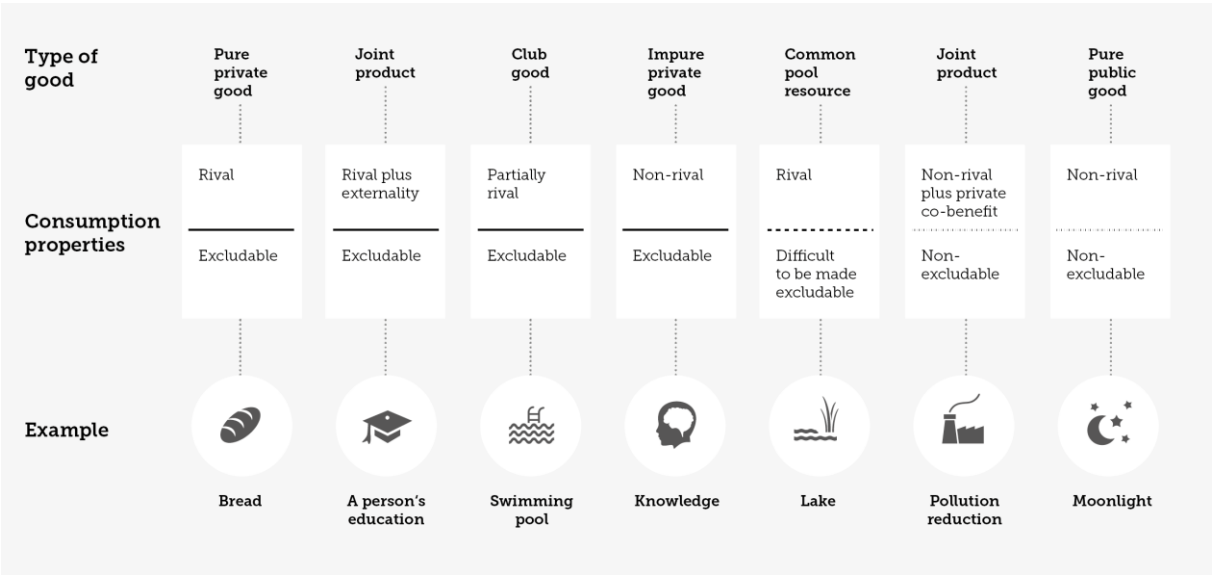 Type of
good
Pure
private
good
Joint
product
Club
good
Impure
private
good
Common
pool
resource
Joint
product
Pure
public
good
Consumption
properties
Rival
Excludable
Rival plus
externality
Excludable
Partially
rival
Excludable
Non-rival
Excludable
Rival
Difficult
to be made
excludable
Non-rival
plus private
co-benefit
Non-
excludable
Non-rival
Non-
excludable
Example
Bread
A person's
education
Swimming
pool
Knowledge
Lake
Pollution
reduction
Moonlight